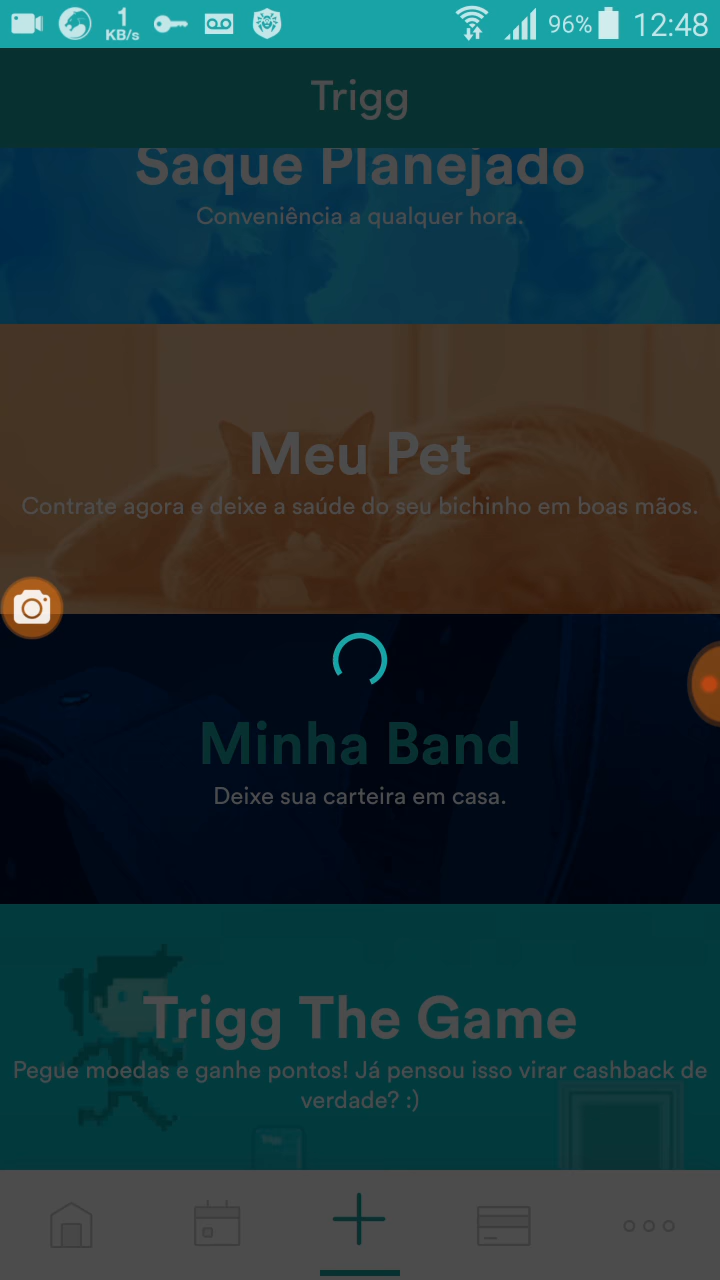 1
KB/s
96%
12:48
Trigg
Saque Planejado
Conveniência a qualquer hora.
Meu Pet
Contrate agora e deixe a saúde do seu bichinho em boas mãos.
Minha Band
Deixe sua carteira em casa.
Trigg The Game
Pegue moedas e ganhe pontos! Já pensou isso virar cashback de
verdade? :)